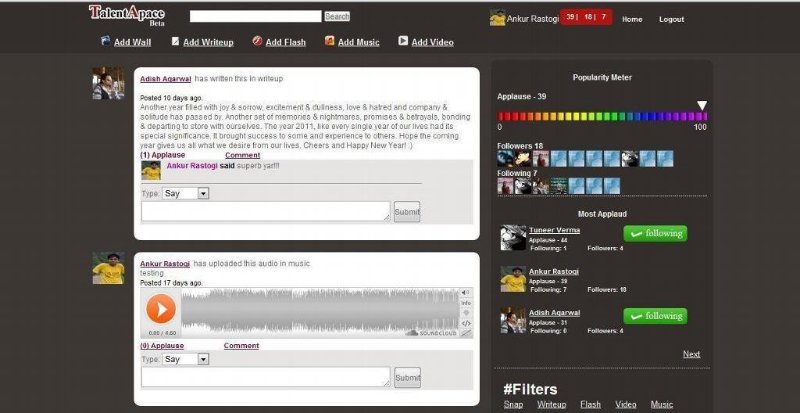 TalentApace
Beta
Search
Ankur Rastogi 39 | 18 | 7 Home Logout
Add Wall Add Writeup Add Flash Add Music Add Video
Adish Agarwal has written this in writeup
Posted 10 days ago.
Another year filled with joy & sorrow, excitement & dullness, love & hatred and company &
solitude has passed by. Another set of memories & nightmares, promises & betrayals, bonding
& departing to store with ourselves. The year 2011, like every single year of our lives had its
special significance. It brought success to some and experience to others. Hope the coming
year gives us all what we desire from our lives, Cheers and Happy New Year! :)
(1) Applause Comment
Ankur Rastogi said superb yar!!!
Type: Say
Submit
Ankur Rastogi has uploaded this audio in music
testing
Posted 17 days ago.
Info
0.00 / 4.50
SOUNDCLOUD
(0) Applause Comment
Type: Say
Submit
Popularity Meter
Applause - 39
0 100
Followers 18
Following 7
Most Applaud
Tuneer Verma
Applause - 44
Following: 1 Followers: 4
following
Ankur Rastogi
Applause - 39
Following: 7 Followers: 18
Adish Agarwal
Applause - 31
Following: 0 Followers: 4
following
Next
#Filters
Snap Writeup Flash Video Music